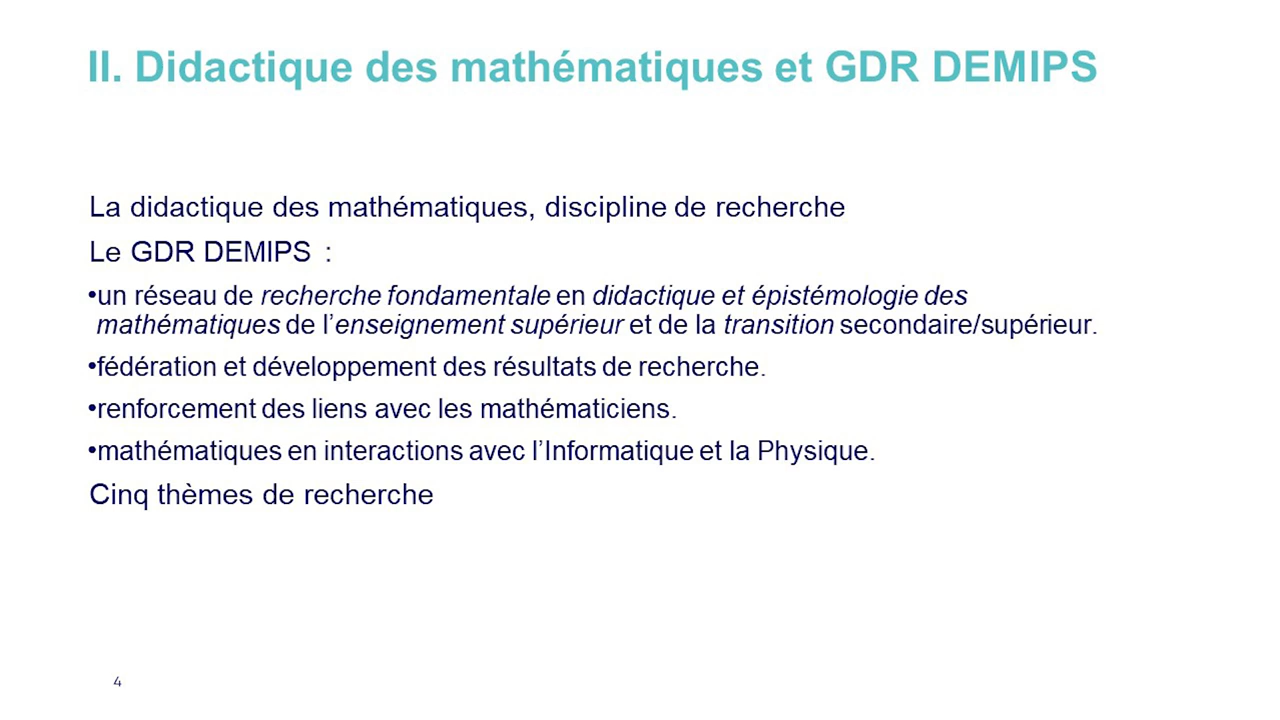 II. Didactique des mathématiques et GDR DEMIPS
La didactique des mathématiques, discipline de recherche
Le GDR DEMIPS :
•un réseau de recherche fondamentale en didactique et épistémologie des
mathématiques de l’enseignement supérieur et de la transition secondaire/supérieur.
•fédération et développement des résultats de recherche.
•renforcement des liens avec les mathématiciens.
•mathématiques en interactions avec l’Informatique et la Physique.
Cinq thèmes de recherche
4